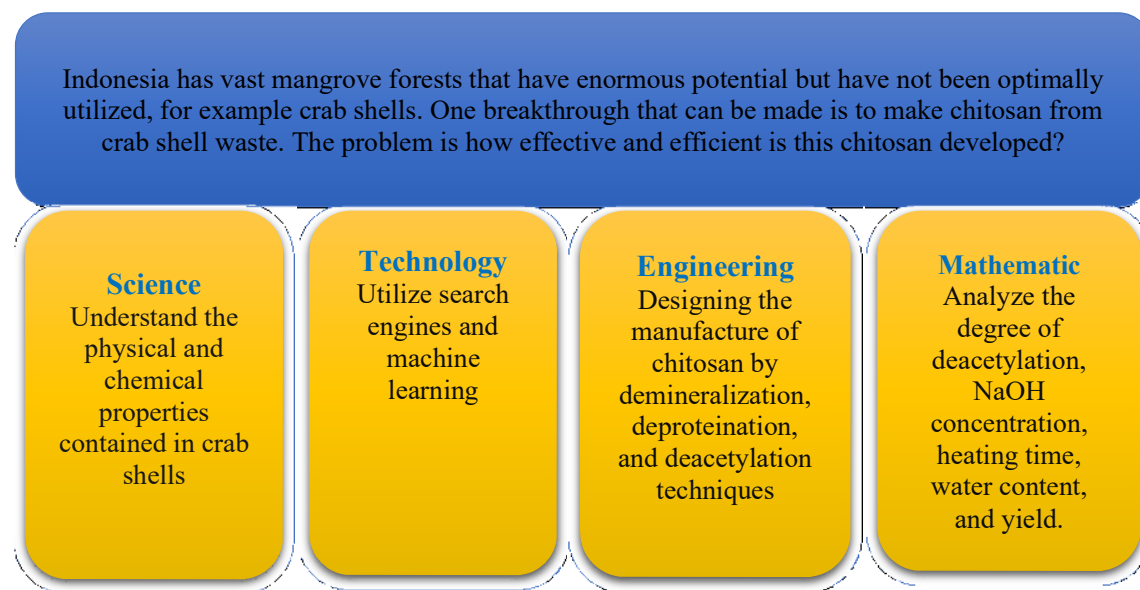 Indonesia has vast mangrove forests that have enormous potential but have not been optimally
utilized, for example crab shells. One breakthrough that can be made is to make chitosan from
crab shell waste. The problem is how effective and efficient is this chitosan developed?
Science
Understand the
physical and
chemical
properties
contained in crab
shells
Technology
Utilize search
engines and
machine
learning
Engineering
Designing the
manufacture of
chitosan by
demineralization,
deproteination,
and deacetylation
techniques
Mathematic
Analyze the
degree of
deacetylation,
NaOH
concentration,
heating time,
water content,
and yield.